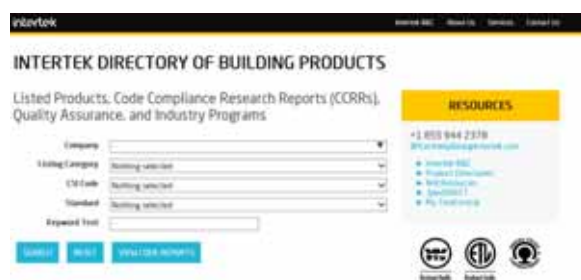 intertek
Intertek B&C About Us Services Contact Us
INTERTEK DIRECTORY OF BUILDING PRODUCTS
Listed Products, Code Compliance Research Reports (CCRRs),
Quality Assurance, and Industry Programs
Company
Listing Category Nothing selected
CSI Code Nothing selected
Standard Nothing selected
Keyword Text
SEARCH RESET VIEW CCRR REPORTS
RESOURCES
+1 855 944 2378
Intertek B&C
Product Directories
Intertek Intertek